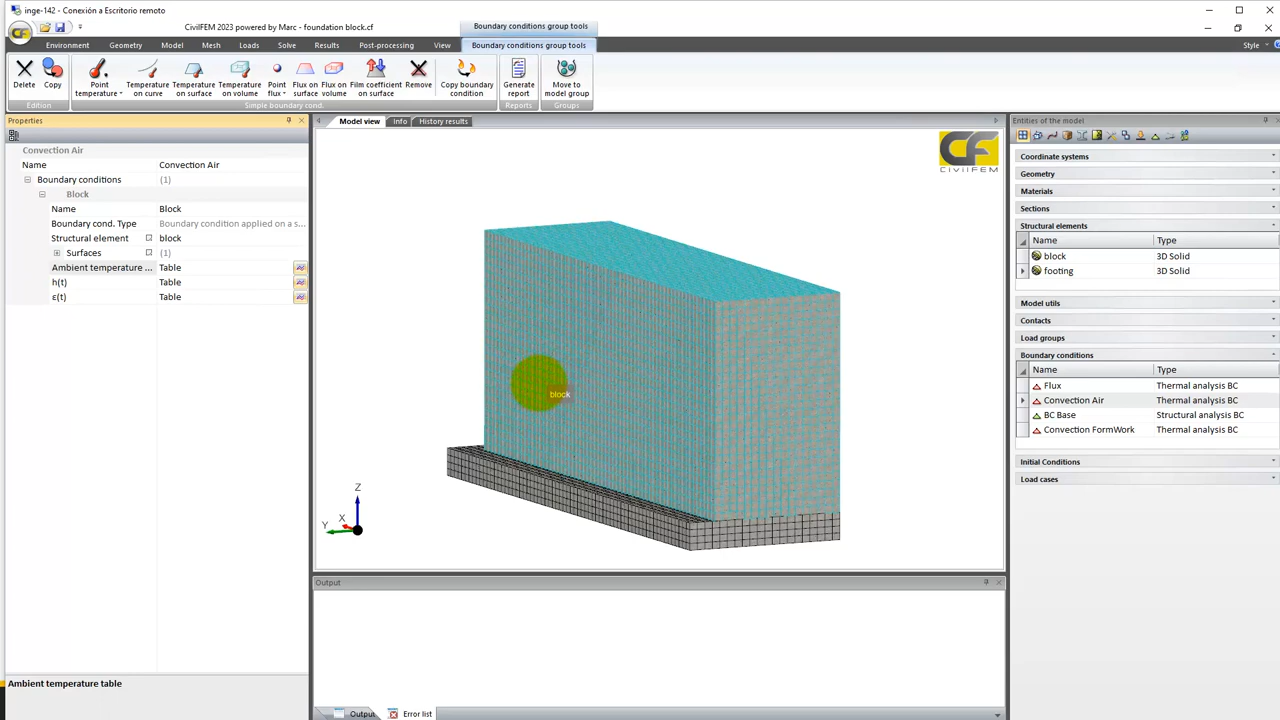 inge-142 - Conexión a Escritorio remoto
CivilFEM 2023 powered by Marc - foundation block.cf
Boundary conditions group tools
CF
Environment Geometry Model Mesh Loads Solve Results Post-processing View Boundary conditions group tools Style
Delete Copy Point temperature Temperature on curve Temperature on surface Temperature on volume Point flux Flux on surface Flux on volume Film coefficient on surface Remove Copy boundary condition Generate report Move to model group
Edition Simple boundary cond. Reports Groups
Properties
Convection Air
Name Convection Air
Boundary conditions (1)
Block
Name Block
Boundary cond. Type Boundary condition applied on a s...
Structural element block
Surfaces (1)
Ambient temperature ... Table
h(t) Table
ε(t) Table
Ambient temperature table
Model view Info History results
CF
CIVILFEM
block
Z
X
Y
Output
Output Error list
Entities of the model
Coordinate systems
Geometry
Materials
Sections
Structural elements
Name Type
block 3D Solid
footing 3D Solid
Model utils
Contacts
Load groups
Boundary conditions
Name Type
Flux Thermal analysis BC
Convection Air Thermal analysis BC
BC Base Structural analysis BC
Convection FormWork Thermal analysis BC
Initial Conditions
Load cases